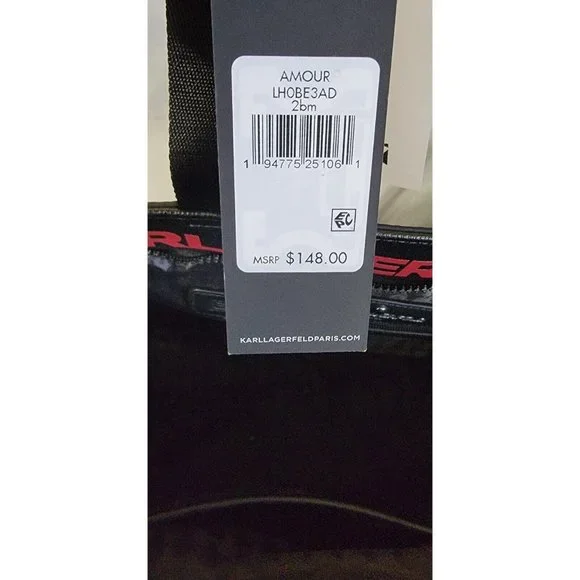 AMOUR
LH0BE3AD
2bm
1 94775 25106 1
MSRP $148.00
KARLLAGERFELDPARIS.COM